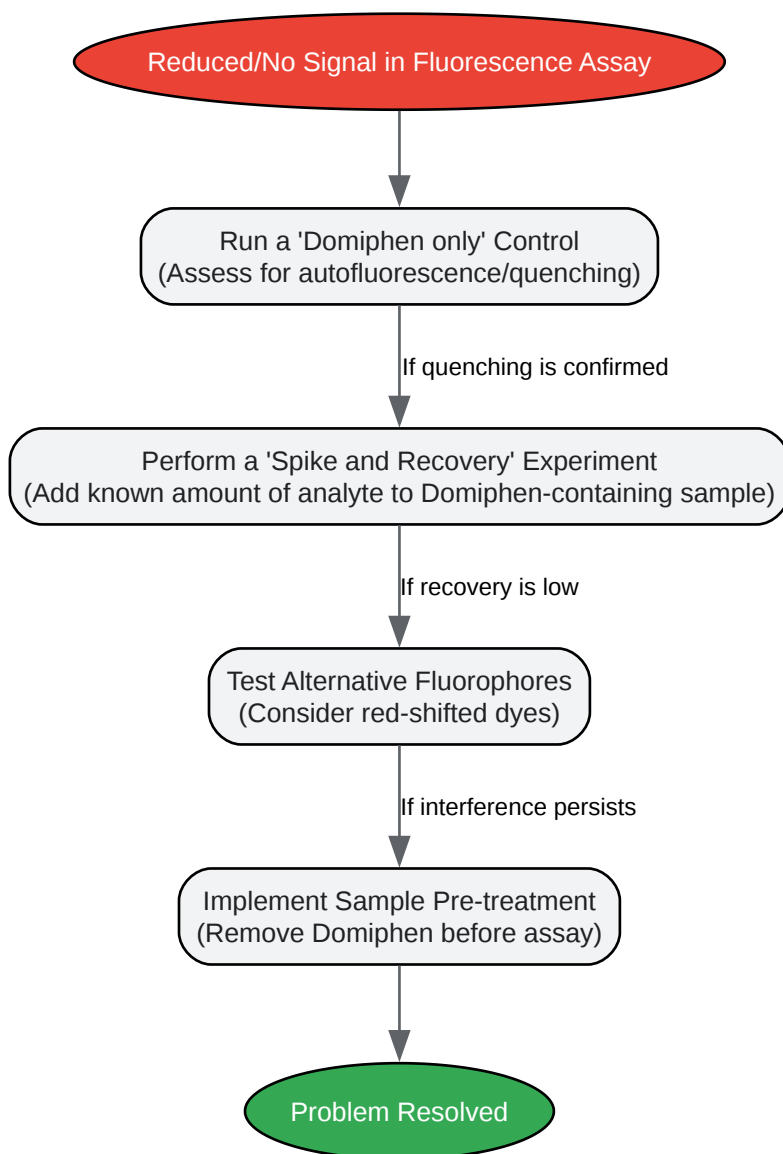 Reduced/No Signal in Fluorescence Assay
Run a 'Domiphen only' Control
(Assess for autofluorescence/quenching)
If quenching is confirmed
Perform a 'Spike and Recovery' Experiment
(Add known amount of analyte to Domiphen-containing sample)
If recovery is low
Test Alternative Fluorophores
(Consider red-shifted dyes)
If interference persists
Implement Sample Pre-treatment
(Remove Domiphen before assay)
Problem Resolved